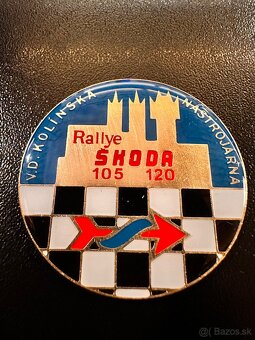 V.D. KOLÍNSKÁ NÁSTROJÁRNA
Rallye
ŠKODA
105 120
@ Bazos.sk